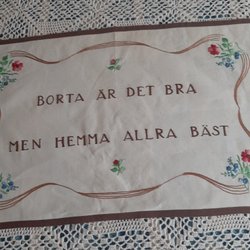 BORTA ÄR DET BRA
MEN HEMMA ALLRA BÄST